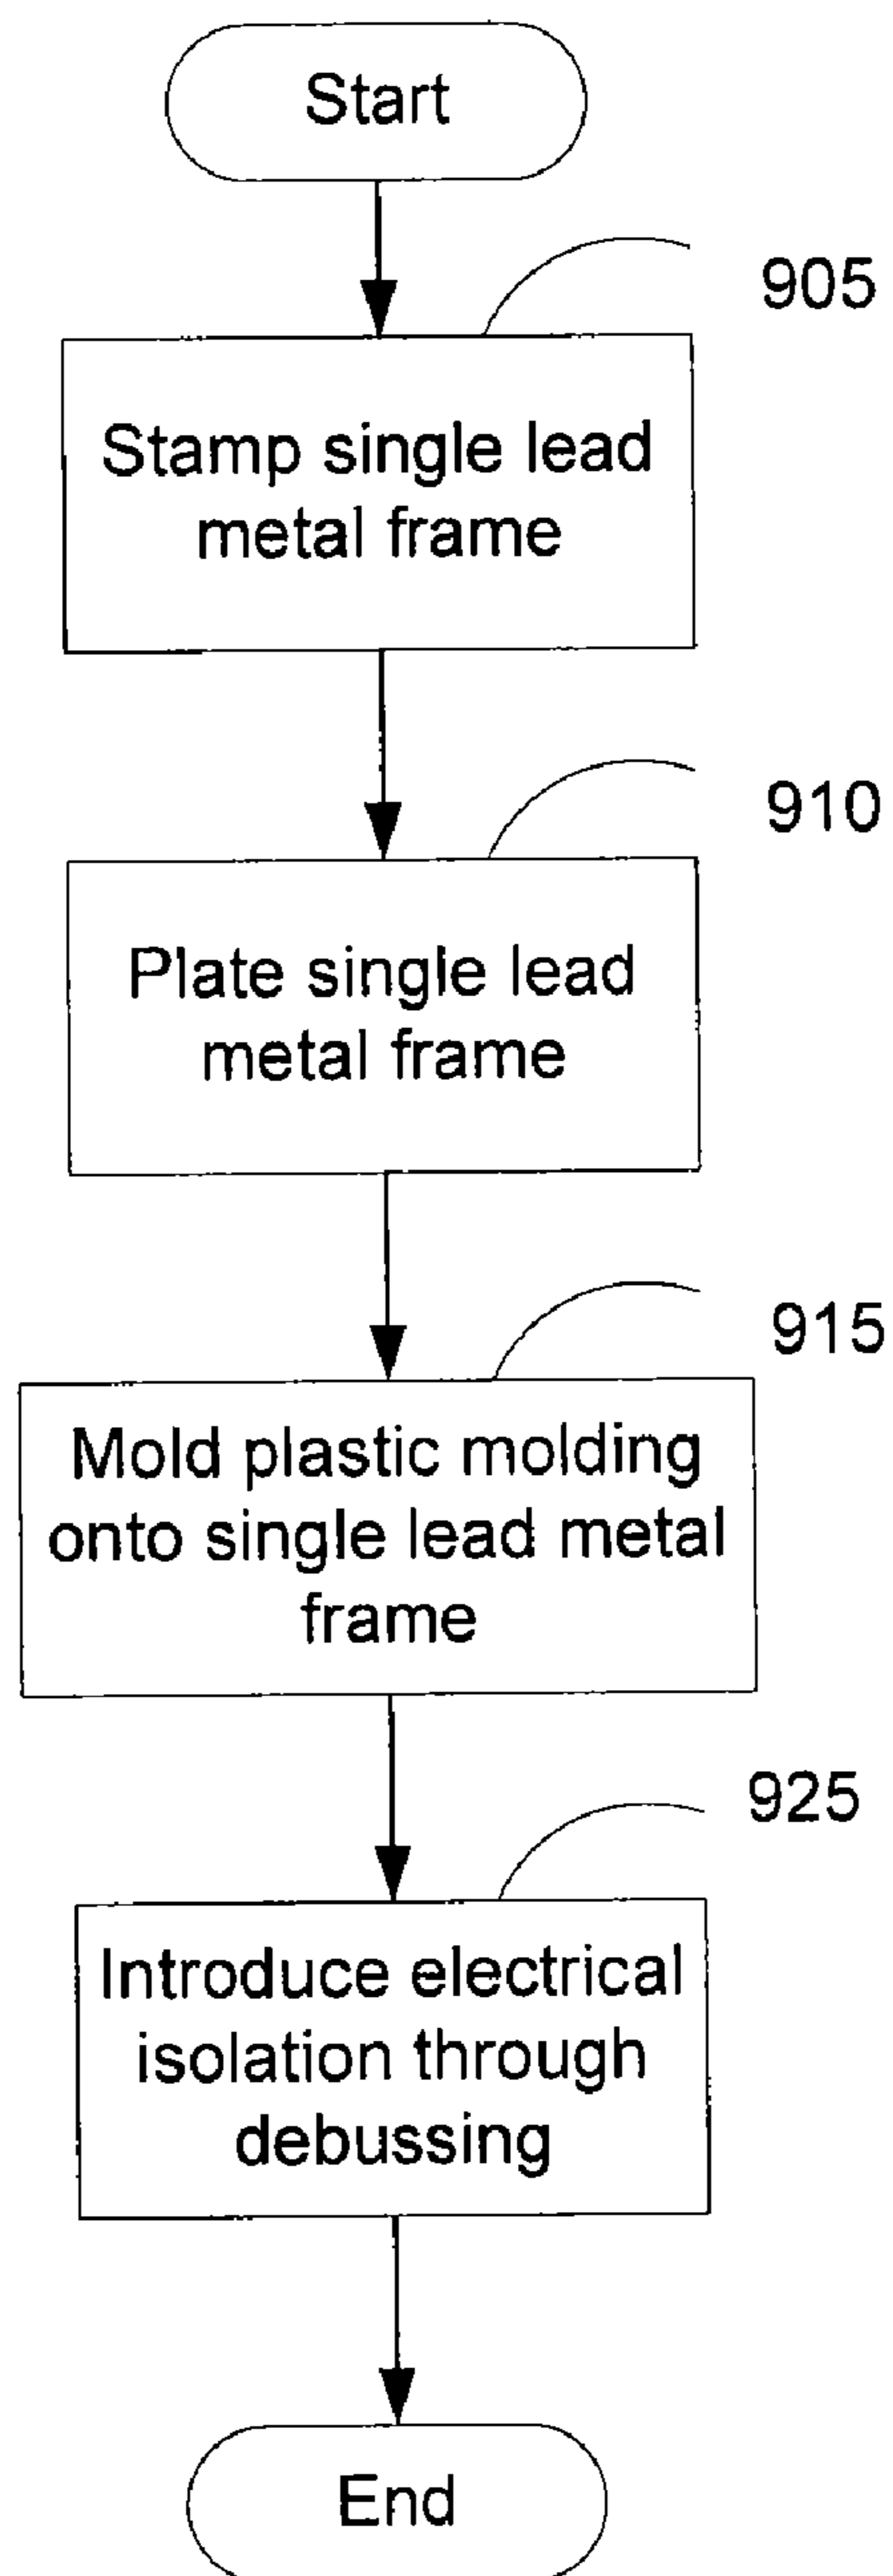 Start
905
Stamp single lead
metal frame
910
Plate single lead
metal frame
915
Mold plastic molding
onto single lead metal
frame
925
Introduce electrical
isolation through
debussing
End